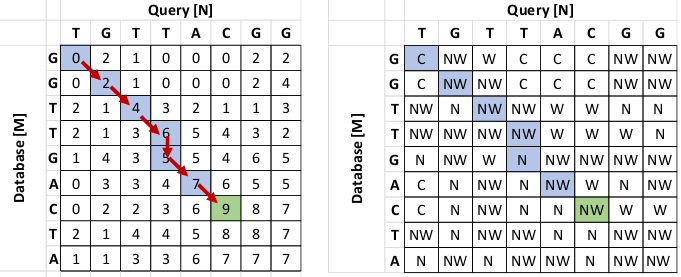 Query [N]
T G T T A C G G
Database [M]
G 0 2 1 0 0 0 2 2
G 0 2 1 0 0 0 2 4
T 2 1 4 3 2 1 1 3
T 2 1 3 6 5 4 3 2
G 1 4 3 5 5 4 6 5
A 0 3 3 4 7 6 5 5
C 0 2 2 3 6 9 8 7
T 2 1 4 4 5 8 8 7
A 1 1 3 3 6 7 7 7
Query [N]
T G T T A C G G
Database [M]
G C NW W C C C NW NW
G C NW NW C C C NW NW
T NW N NW NW W W N N
T NW NW NW NW W W W N
G N NW W N NW NW NW NW
A C N NW N NW W N NW
C C N NW N N NW W W
T NW N NW NW N N NW NW
A N NW N NW NW N NW NW